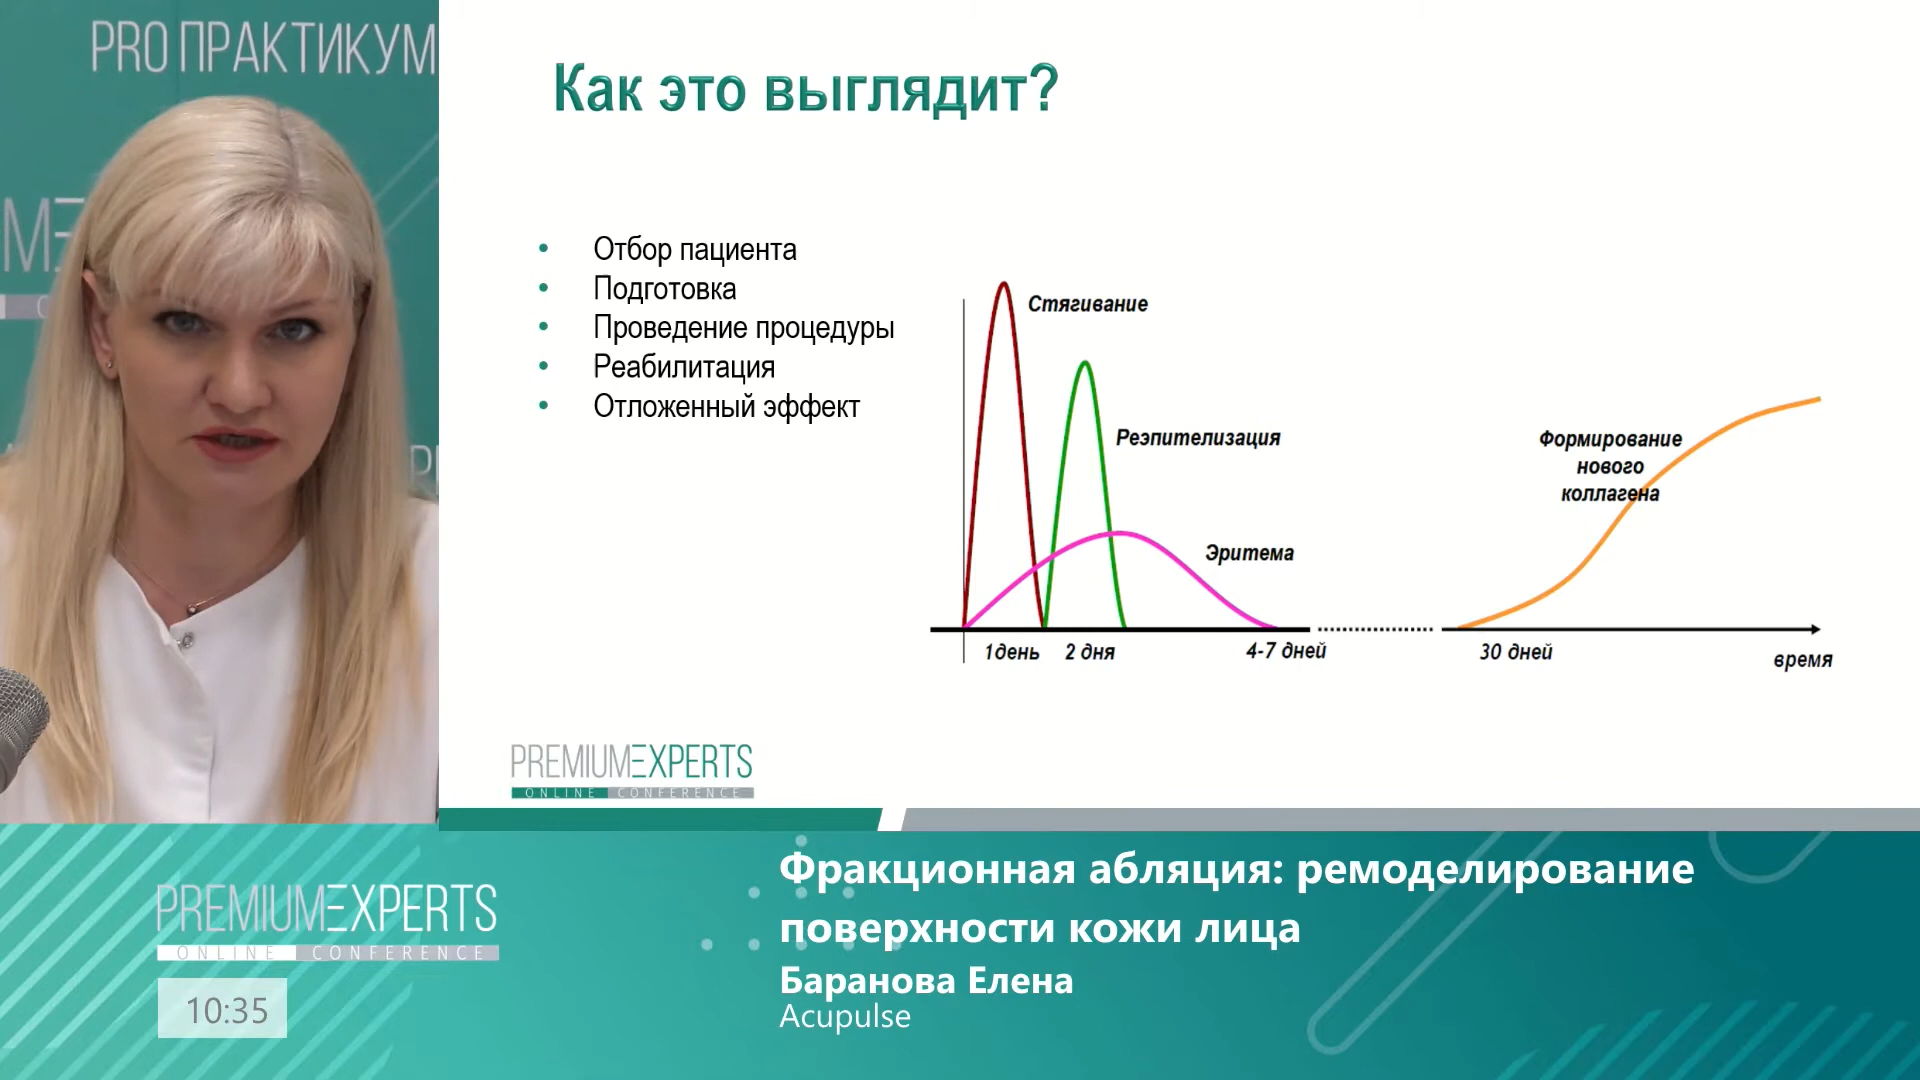 PRO ПРАКТИКУМ
Как это выглядит?
• Отбор пациента
• Подготовка
• Проведение процедуры
• Реабилитация
• Отложенный эффект
Стягивание
Реэпителизация
Эритема
Формирование
нового
коллагена
1день
2 дня
4-7 дней
30 дней
время
PREMIUMEXPERTS
ONLINE CONFERENCE
Фракционная абляция: ремоделирование
поверхности кожи лица
Баранова Елена
Acupulse
PREMIUMEXPERTS
ONLINE CONFERENCE
10:35